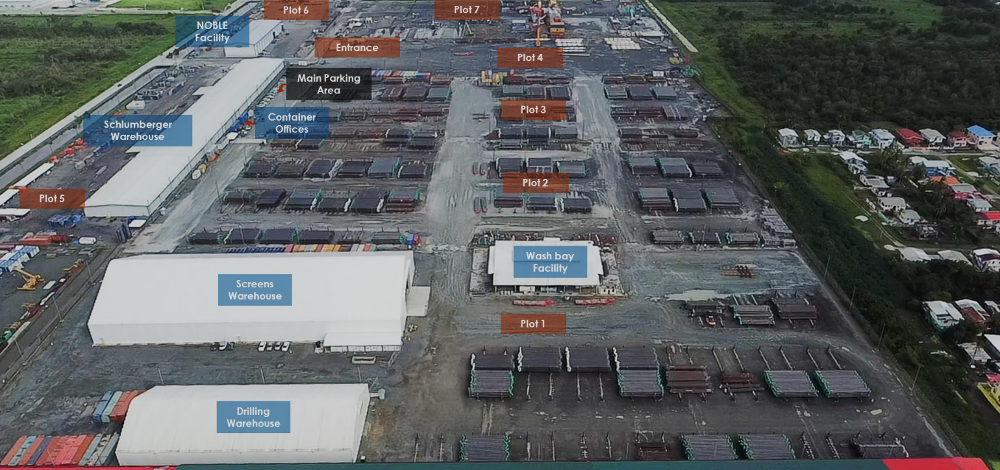 Plot 6
Plot 7
NOBLE
Facility
Entrance
Plot 4
Main Parking
Area
Plot 3
Container
Offices
Schlumberger
Warehouse
Plot 2
Plot 5
Wash bay
Facility
Screens
Warehouse
Plot 1
Drilling
Warehouse